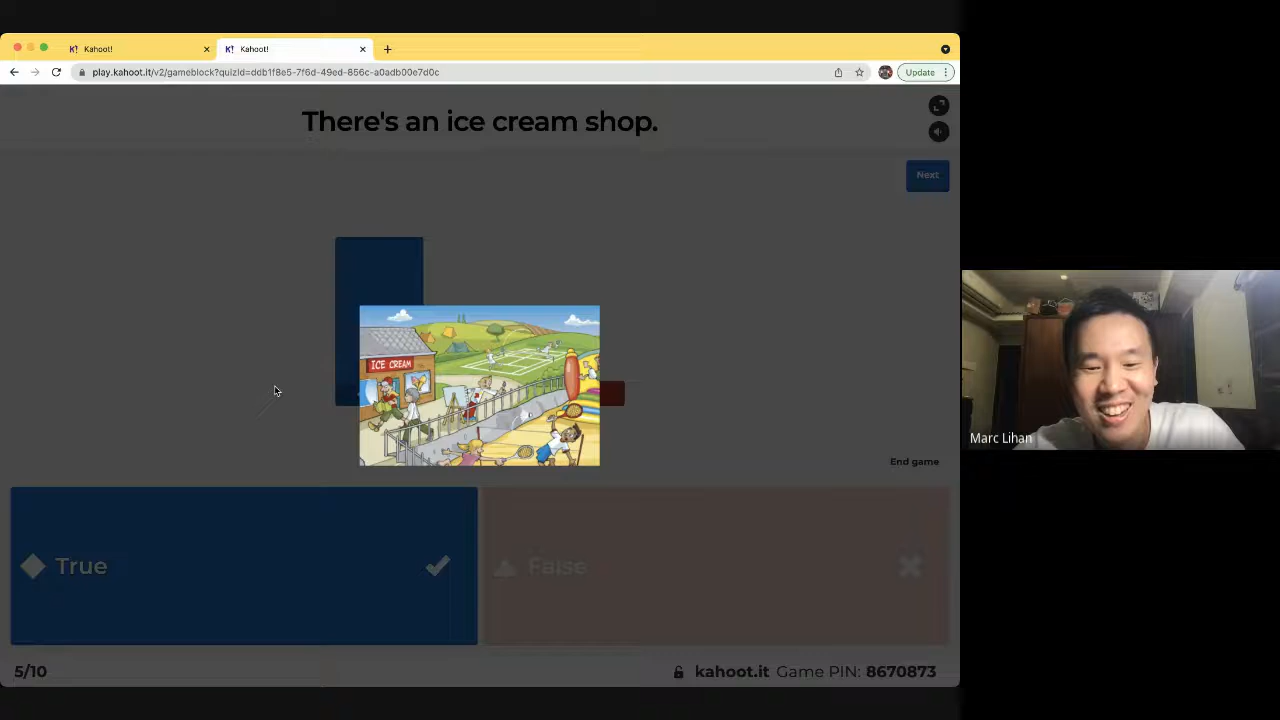 Kahoot!
Kahoot!
play.kahoot.it/v2/gameblock?quizId=ddb1f8e5-7f6d-49ed-856c-a0adb00e7d0c
Update
There's an ice cream shop.
Next
ICE CREAM
Marc Lihan
End game
True
False
5/10
kahoot.it Game PIN: 8670873